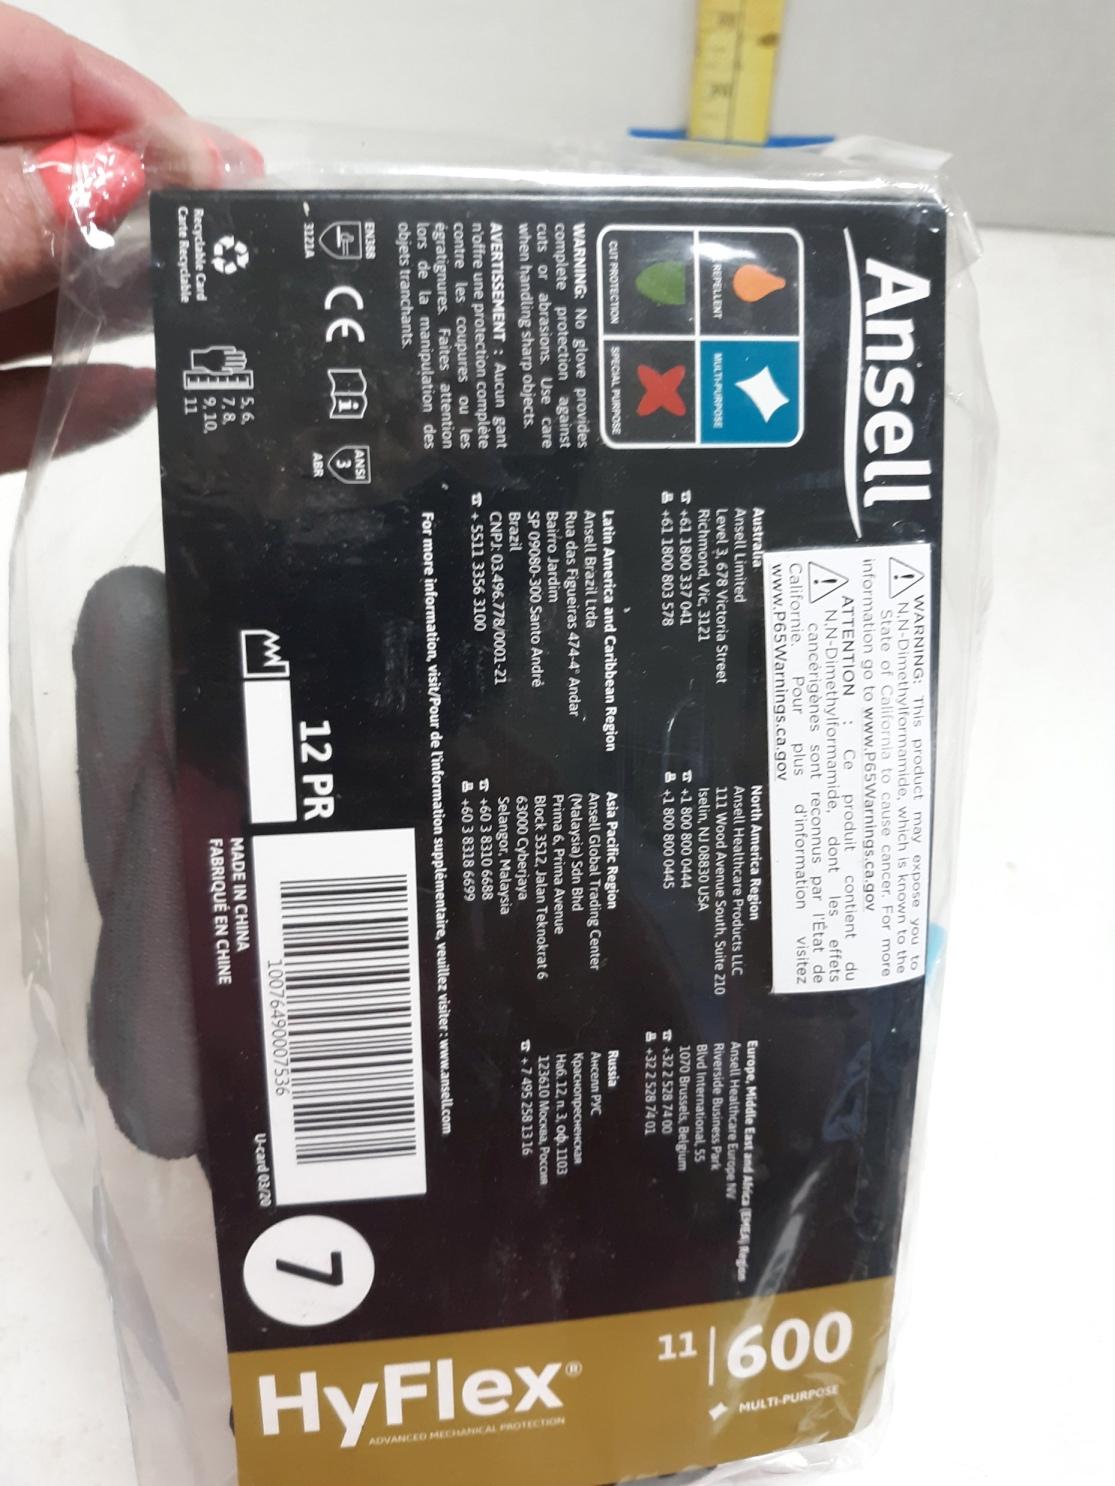 Ansell
REPELLENT
MULTI-PURPOSE
CUT PROTECTION
SPECIAL PURPOSE
WARNING: No glove provides
complete protection against
cuts or abrasions. Use care
when handling sharp objects.
AVERTISSEMENT : Aucun gant
n'offre une protection complète
contre les coupures ou les
égratignures. Faites attention
lors de la manipulation des
objets tranchants.
EN388
3121A
CE
i
ANSI
3
ABR
Recyclable Card
Carte Recyclable
5, 6,
7, 8,
9, 10,
11
WARNING: This product may expose you to
N,N-Dimethylformamide, which is known to the
State of California to cause cancer. For more
information go to www.P65Warnings.ca.gov
ATTENTION : Ce produit contient du
N,N-Dimethylformamide, dont les effets
cancérigènes sont reconnus par l'État de
Californie. Pour plus d'information visitez
www.P65Warnings.ca.gov
Australia
Ansell Limited
Level 3, 678 Victoria Street
Richmond, Vic, 3121
+61 1800 337 041
+61 1800 803 578
North America Region
Ansell Healthcare Products LLC
111 Wood Avenue South, Suite 210
Iselin, NJ 08830 USA
+1 800 800 0444
+1 800 800 0445
Europe, Middle East and Africa (EMEA) Region
Ansell Healthcare Europe NV
Riverside Business Park
Blvd International, 55
1070 Brussels, Belgium
+32 2 528 74 00
+32 2 528 74 01
Latin America and Caribbean Region
Ansell Brazil Ltda
Rua das Figueiras 474-4° Andar
Bairro Jardim
SP 09080-300 Santo André
Brazil
CNPJ: 03.496.778/0001-21
+ 5511 3356 3100
Asia Pacific Region
Ansell Global Trading Center
(Malaysia) Sdn Bhd
Prima 6, Prima Avenue
Block 3512, Jalan Teknokrat 6
63000 Cyberjaya
Selangor, Malaysia
+60 3 8310 6688
+60 3 8318 6699
Russia
Анселл РУС
Краснопресненская
Наб.12, п. 3, оф. 1103
123610 Москва, Россия
+ 7 495 258 13 16
For more information, visit/Pour de l'information supplémentaire, veuillez visiter : www.ansell.com
12 PR
MADE IN CHINA
FABRIQUÉ EN CHINE
10076490007536
U-card 03/20
7
11 | 600
MULTI-PURPOSE
HyFlex®
ADVANCED MECHANICAL PROTECTION